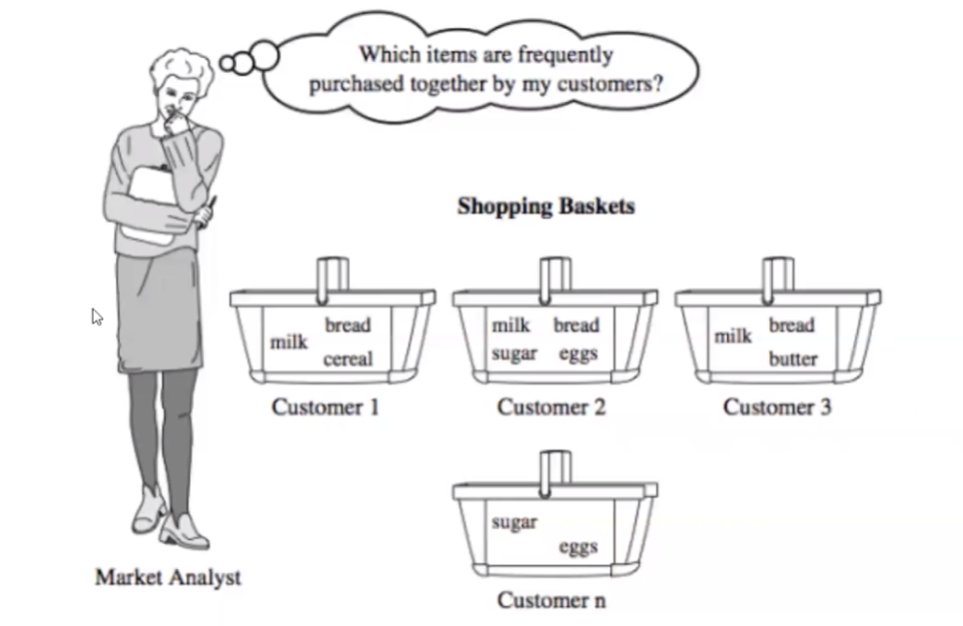 Which items are frequently
purchased together by my customers?
Shopping Baskets
milk bread
cereal
Customer 1
milk bread
sugar eggs
Customer 2
milk bread
butter
Customer 3
sugar
eggs
Customer n
Market Analyst